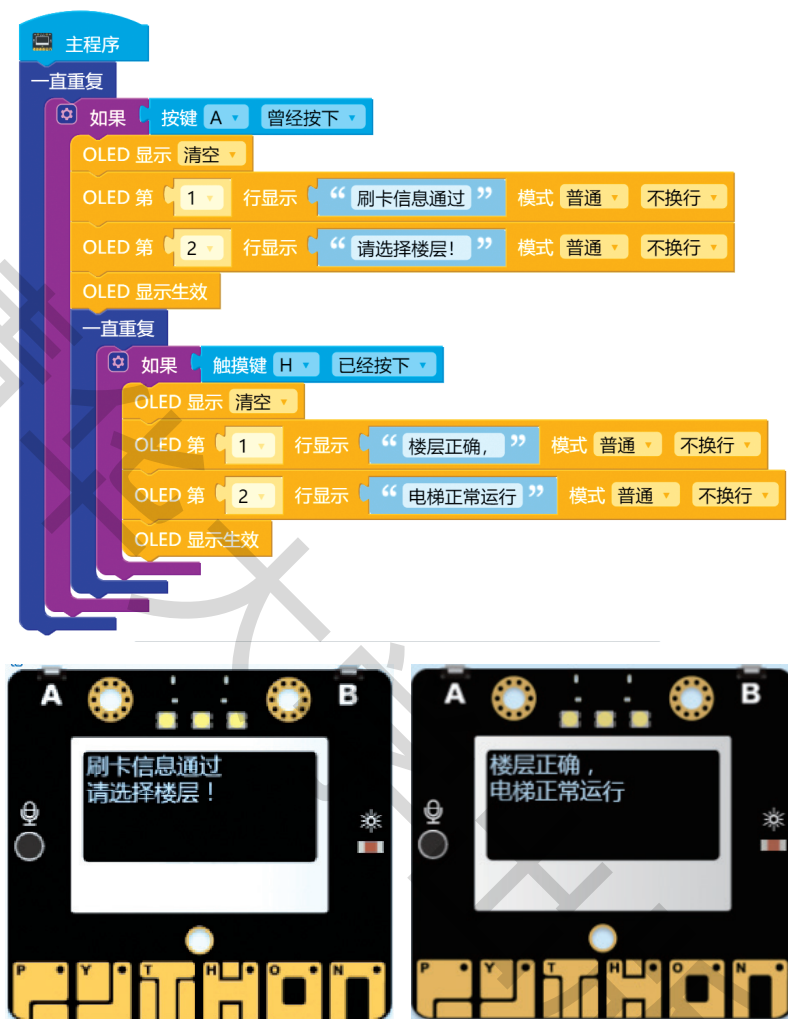 主程序
一直重复
如果 按键 A 曾经按下
OLED 显示 清空
OLED 第 1 行显示 “ 刷卡信息通过 ” 模式 普通 不换行
OLED 第 2 行显示 “ 请选择楼层! ” 模式 普通 不换行
OLED 显示生效
一直重复
如果 触摸键 H 已经按下
OLED 显示 清空
OLED 第 1 行显示 “ 楼层正确, ” 模式 普通 不换行
OLED 第 2 行显示 “ 电梯正常运行 ” 模式 普通 不换行
OLED 显示生效
A B
刷卡信息通过
请选择楼层!
P Y T H O N
A B
楼层正确,
电梯正常运行
P Y T H O N